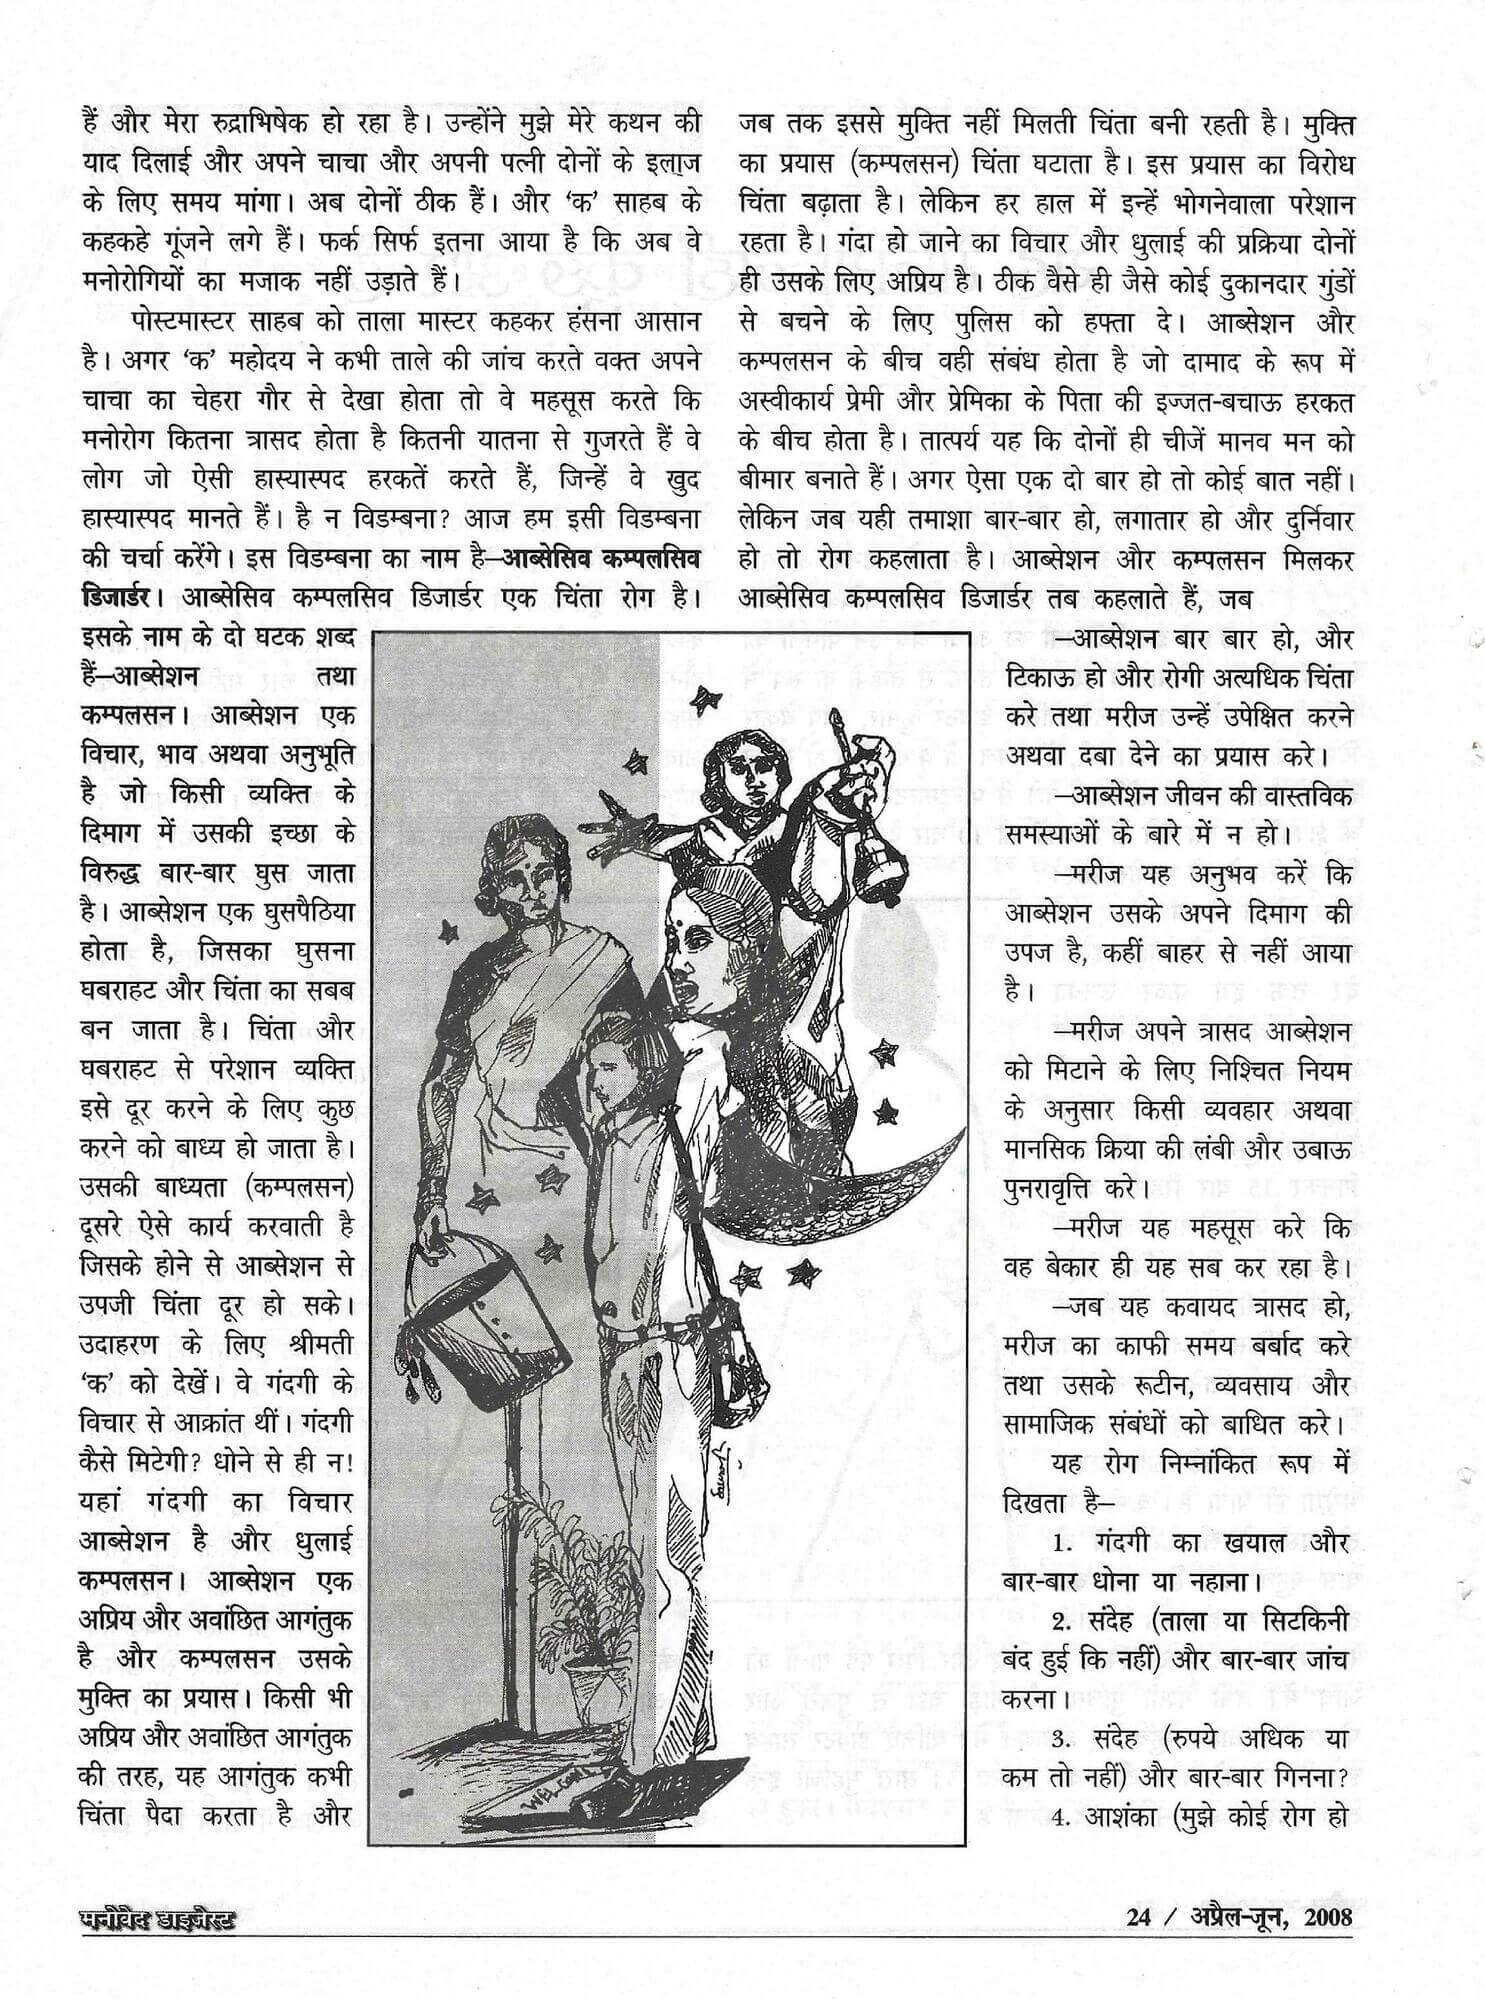 हैं और मेरा रुद्राभिषेक हो रहा है। उन्होंने मुझे मेरे कथन की
याद दिलाई और अपने चाचा और अपनी पत्नी दोनों के इलाज
के लिए समय मांगा। अब दोनों ठीक हैं। और ‘क’ साहब के
कहकहे गूंजने लगे हैं। फर्क सिर्फ इतना आया है कि अब वे
मनोरोगियों का मजाक नहीं उड़ाते हैं।
पोस्टमास्टर साहब को ताला मास्टर कहकर हंसना आसान
है। अगर ‘क’ महोदय ने कभी ताले की जांच करते वक्त अपने
चाचा का चेहरा गौर से देखा होता तो वे महसूस करते कि
मनोरोग कितना त्रासद होता है कितनी यातना से गुजरते हैं वे
लोग जो ऐसी हास्यास्पद हरकतें करते हैं, जिन्हें वे खुद
हास्यास्पद मानते हैं। है न विडम्बना? आज हम इसी विडम्बना
की चर्चा करेंगे। इस विडम्बना का नाम है–आब्सेसिव कम्पलसिव
डिजार्डर। आब्सेसिव कम्पलसिव डिजार्डर एक चिंता रोग है।
इसके नाम के दो घटक शब्द
हैं–आब्सेशन तथा
कम्पलसन। आब्सेशन एक
विचार, भाव अथवा अनुभूति
है जो किसी व्यक्ति के
दिमाग में उसकी इच्छा के
विरुद्ध बार-बार घुस जाता
है। आब्सेशन एक घुसपैठिया
होता है, जिसका घुसना
घबराहट और चिंता का सबब
बन जाता है। चिंता और
घबराहट से परेशान व्यक्ति
इसे दूर करने के लिए कुछ
करने को बाध्य हो जाता है।
उसकी बाध्यता (कम्पलसन)
दूसरे ऐसे कार्य करवाती है
जिसके होने से आब्सेशन से
उपजी चिंता दूर हो सके।
उदाहरण के लिए श्रीमती
‘क’ को देखें। वे गंदगी के
विचार से आक्रांत थीं। गंदगी
कैसे मिटेगी? धोने से ही न!
यहां गंदगी का विचार
आब्सेशन है और धुलाई
कम्पलसन। आब्सेशन एक
अप्रिय और अवांछित आगंतुक
है और कम्पलसन उसके
मुक्ति का प्रयास। किसी भी
अप्रिय और अवांछित आगंतुक
की तरह, यह आगंतुक कभी
चिंता पैदा करता है और
जब तक इससे मुक्ति नहीं मिलती चिंता बनी रहती है। मुक्ति
का प्रयास (कम्पलसन) चिंता घटाता है। इस प्रयास का विरोध
चिंता बढ़ाता है। लेकिन हर हाल में इन्हें भोगनेवाला परेशान
रहता है। गंदा हो जाने का विचार और धुलाई की प्रक्रिया दोनों
ही उसके लिए अप्रिय है। ठीक वैसे ही जैसे कोई दुकानदार गुंडों
से बचने के लिए पुलिस को हफ्ता दे। आब्सेशन और
कम्पलसन के बीच वही संबंध होता है जो दामाद के रूप में
अस्वीकार्य प्रेमी और प्रेमिका के पिता की इज्जत-बचाऊ हरकत
के बीच होता है। तात्पर्य यह कि दोनों ही चीजें मानव मन को
बीमार बनाते हैं। अगर ऐसा एक दो बार हो तो कोई बात नहीं।
लेकिन जब यही तमाशा बार-बार हो, लगातार हो और दुर्निवार
हो तो रोग कहलाता है। आब्सेशन और कम्पलसन मिलकर
आब्सेसिव कम्पलसिव डिजार्डर तब कहलाते हैं, जब
–आब्सेशन बार बार हो, और
टिकाऊ हो और रोगी अत्यधिक चिंता
करे तथा मरीज उन्हें उपेक्षित करने
अथवा दबा देने का प्रयास करे।
–आब्सेशन जीवन की वास्तविक
समस्याओं के बारे में न हो।
–मरीज यह अनुभव करें कि
आब्सेशन उसके अपने दिमाग की
उपज है, कहीं बाहर से नहीं आया
है।
–मरीज अपने त्रासद आब्सेशन
को मिटाने के लिए निश्चित नियम
के अनुसार किसी व्यवहार अथवा
मानसिक क्रिया की लंबी और उबाऊ
पुनरावृत्ति करे।
–मरीज यह महसूस करे कि
वह बेकार ही यह सब कर रहा है।
–जब यह कवायद त्रासद हो,
मरीज का काफी समय बर्बाद करे
तथा उसके रूटीन, व्यवसाय और
सामाजिक संबंधों को बाधित करे।
यह रोग निम्नांकित रूप में
दिखता है–
1. गंदगी का खयाल और
बार-बार धोना या नहाना।
2. संदेह (ताला या सिटकिनी
बंद हुई कि नहीं) और बार-बार जांच
करना।
3. संदेह (रुपये अधिक या
कम तो नहीं) और बार-बार गिनना?
4. आशंका (मुझे कोई रोग हो
WELCOME
मनोवेद डाइजेस्ट
24 / अप्रैल-जून, 2008